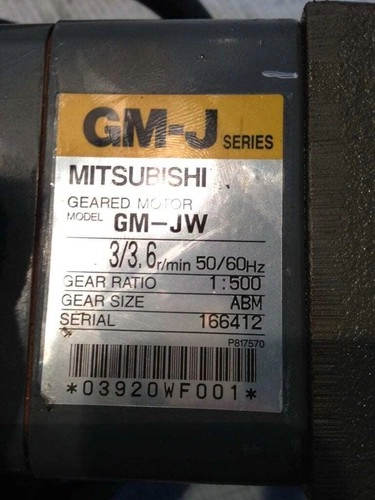 GM-J SERIES
MITSUBISHI
GEARED MOTOR
MODEL GM-JW
3/3.6 r/min 50/60Hz
GEAR RATIO 1:500
GEAR SIZE ABM
SERIAL 166412
P817570
*03920WF001*